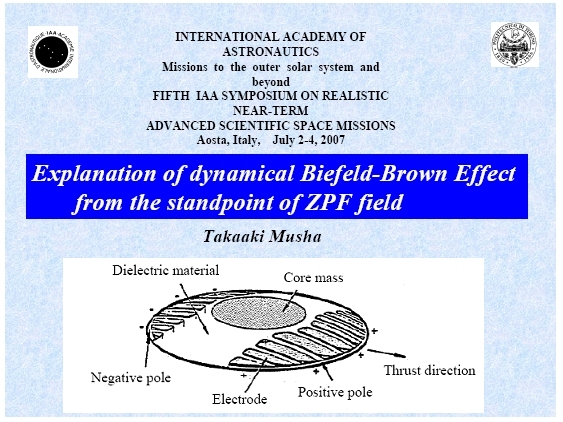 INTERNATIONAL ACADEMY OF
ASTRONAUTICS
Missions to the outer solar system and
beyond
FIFTH IAA SYMPOSIUM ON REALISTIC
NEAR-TERM
ADVANCED SCIENTIFIC SPACE MISSIONS
Aosta, Italy, July 2-4, 2007
Explanation of dynamical Biefeld-Brown Effect
from the standpoint of ZPF field
Takaaki Musha
Dielectric material
Core mass
Thrust direction
Negative pole
Positive pole
Electrode